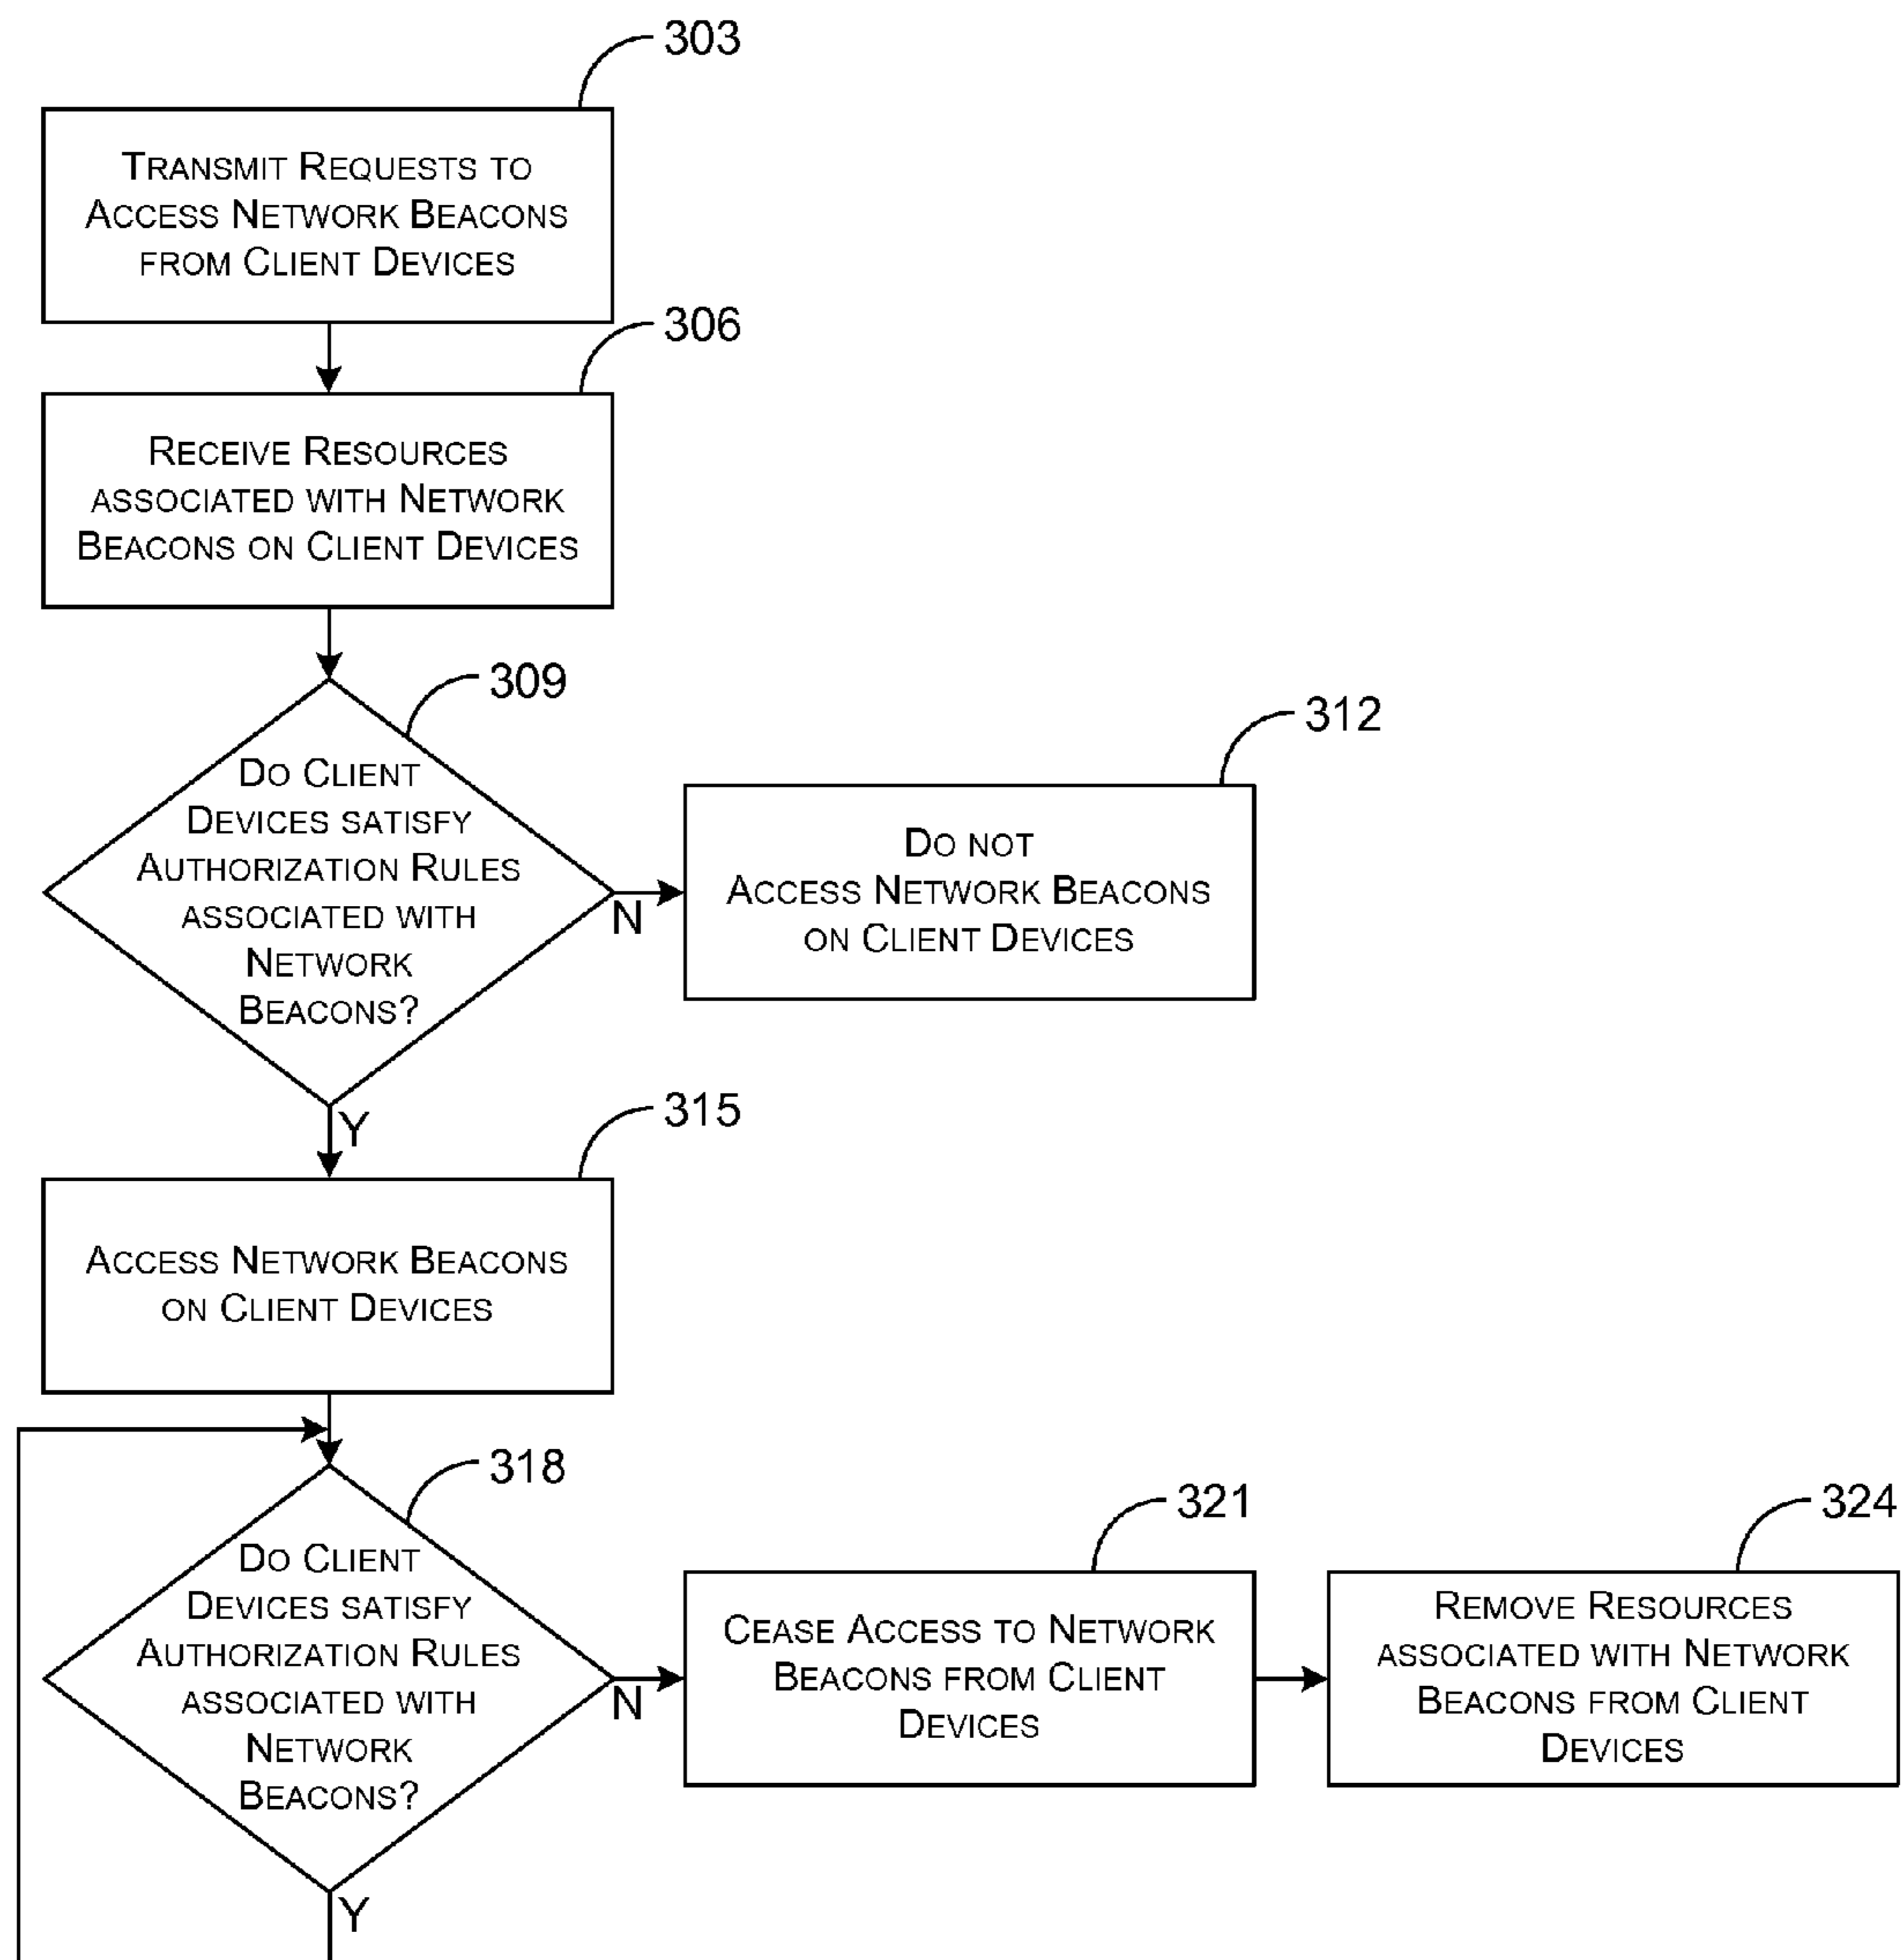 303
Transmit Requests to
Access Network Beacons
from Client Devices
306
Receive Resources
associated with Network
Beacons on Client Devices
309
Do Client
Devices satisfy
Authorization Rules
associated with
Network
Beacons?
N
Y
312
Do not
Access Network Beacons
on Client Devices
315
Access Network Beacons
on Client Devices
318
Do Client
Devices satisfy
Authorization Rules
associated with
Network
Beacons?
N
Y
321
Cease Access to Network
Beacons from Client
Devices
324
Remove Resources
associated with Network
Beacons from Client
Devices